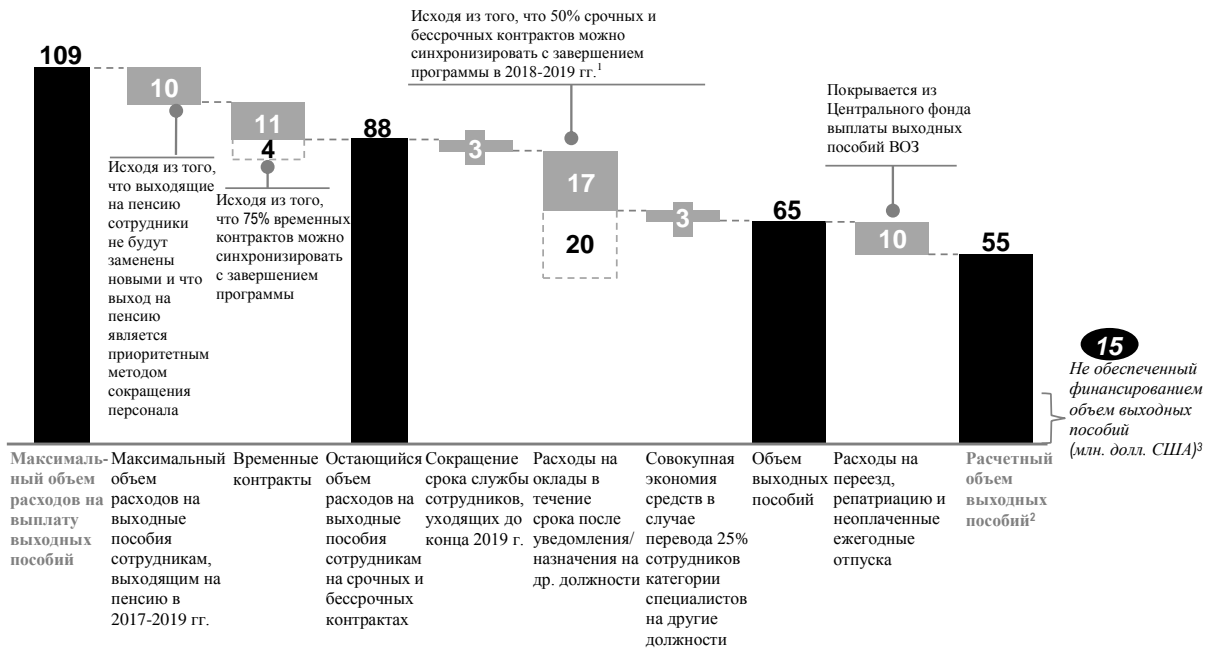 Исходя из того, что 50% срочных и
бессрочных контрактов можно
синхронизировать с завершением
программы в 2018-2019 гг.¹
109
10
11
4
88
3
17
20
3
65
10
55
15
Исходя из того,
что выходящие
на пенсию
сотрудники
не будут
заменены
новыми и что
выход на
пенсию
является
приоритетным
методом
сокращения
персонала
Исходя из того,
что 75% временных
контрактов можно
синхронизировать
с завершением
программы
Покрывается из
Центрального фонда
выплаты выходных
пособий ВОЗ
Не обеспеченный
финансированием
объем выходных
пособий
(млн. долл. США)³
Максималь-
ный объем
расходов на
выплату
выходных
пособий
Максимальный
объем
расходов на
выходные
пособия
сотрудникам,
выходящим на
пенсию в
2017-2019 гг.
Временные
контракты
Остающийся
объем
расходов на
выходные
пособия
сотрудникам
на срочных и
бессрочных
контрактах
Сокращение
срока службы
сотрудников,
уходящих до
конца 2019 г.
Расходы на
оклады в
течение
срока после
уведомления/
назначения на
др. должности
Совокупная
экономия
средств в
случае
перевода 25%
сотрудников
категории
специалистов
на другие
должности
Объем
выходных
пособий
Расходы на
переезд,
репатриацию и
неоплаченные
ежегодные
отпуска
Расчетный
объем
выходных
пособий²